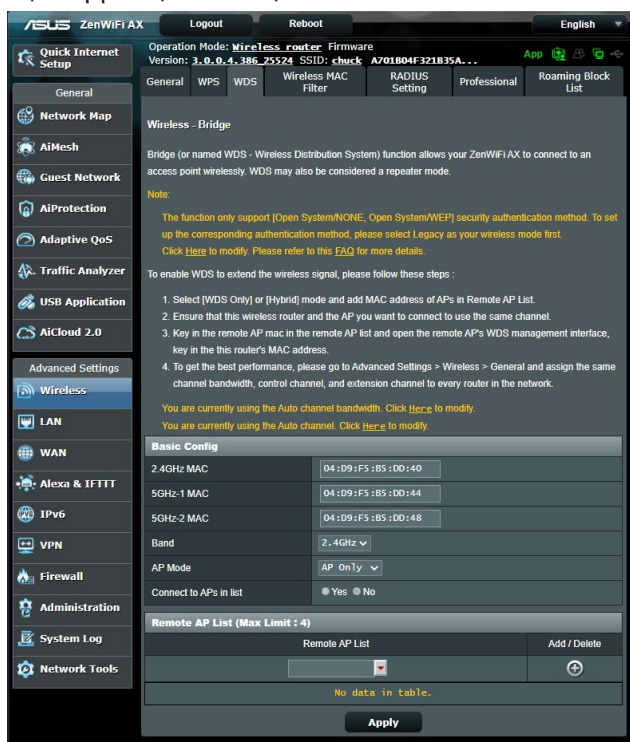 ASUS ZenWiFi AX
Logout
Reboot
English
Quick Internet
Setup
General
Network Map
AiMesh
Guest Network
AiProtection
Adaptive QoS
Traffic Analyzer
USB Application
AiCloud 2.0
Advanced Settings
Wireless
LAN
WAN
Alexa & IFTTT
IPv6
VPN
Firewall
Administration
System Log
Network Tools
Operation Mode: Wireless router Firmware
Version: 3.0.0.4.386_25524 SSID: chuck A701B04F321B35A...
App
General WPS WDS Wireless MAC Filter RADIUS Setting Professional Roaming Block List
Wireless - Bridge
Bridge (or named WDS - Wireless Distribution System) function allows your ZenWiFi AX to connect to an
access point wirelessly. WDS may also be considered a repeater mode.
Note:
The function only support [Open System/NONE, Open System/WEP] security authentication method. To set
up the corresponding authentication method, please select Legacy as your wireless mode first.
Click Here to modify. Please refer to this FAQ for more details.
To enable WDS to extend the wireless signal, please follow these steps :
1. Select [WDS Only] or [Hybrid] mode and add MAC address of APs in Remote AP List.
2. Ensure that this wireless router and the AP you want to connect to use the same channel.
3. Key in the remote AP mac in the remote AP list and open the remote AP's WDS management interface,
key in the this router's MAC address.
4. To get the best performance, please go to Advanced Settings > Wireless > General and assign the same
channel bandwidth, control channel, and extension channel to every router in the network.
You are currently using the Auto channel bandwidth. Click Here to modify.
You are currently using the Auto channel. Click Here to modify.
Basic Config
2.4GHz MAC 04:D9:F5:B5:DD:40
5GHz-1 MAC 04:D9:F5:B5:DD:44
5GHz-2 MAC 04:D9:F5:B5:DD:48
Band 2.4GHz
AP Mode AP Only
Connect to APs in list Yes No
Remote AP List (Max Limit : 4)
Remote AP List Add / Delete
No data in table.
Apply